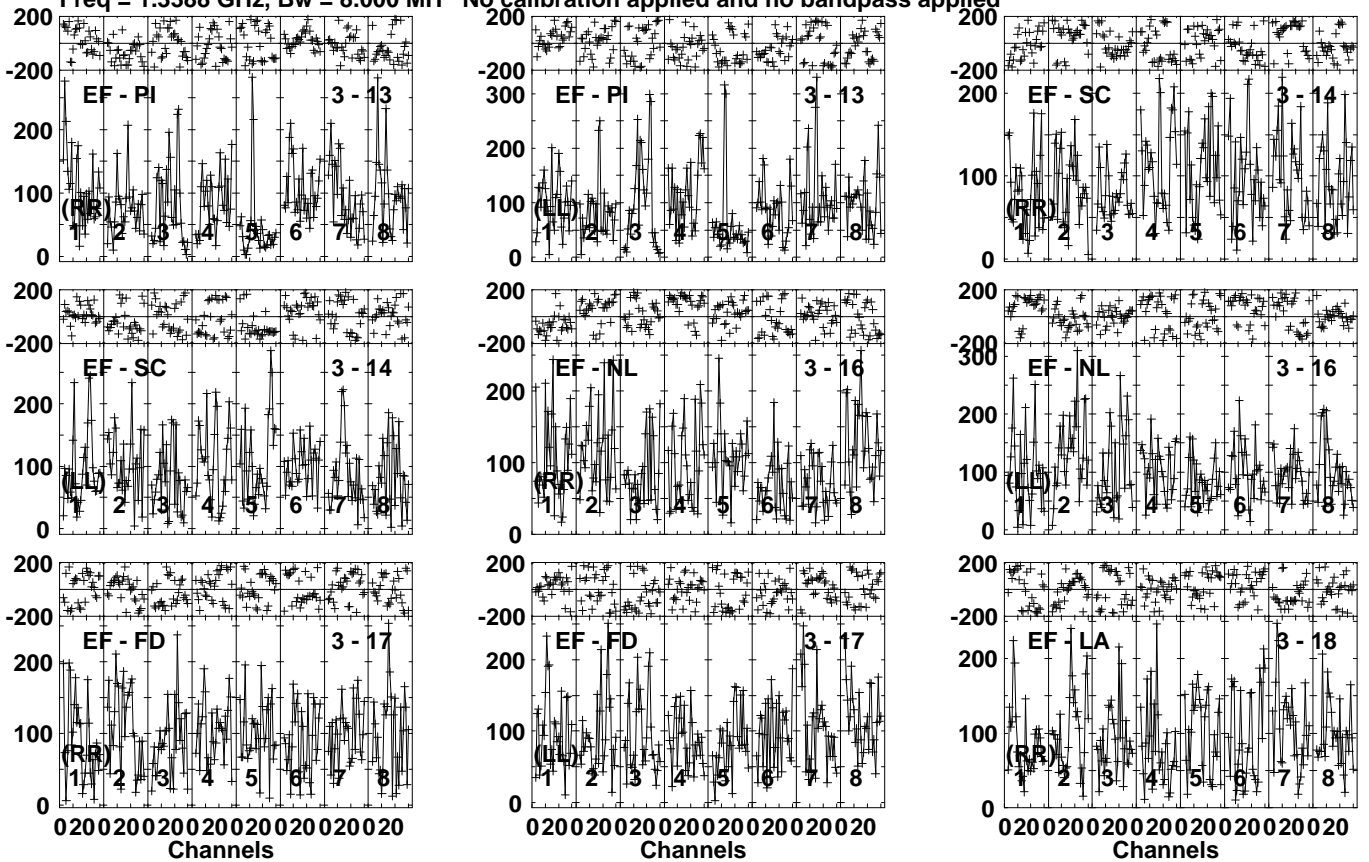 Freq = 1.5388 GHz, Bw = 8.000 MH No calibration applied and no bandpass applied
200 200 200
-200 -200 -200
EF - PI 3 - 13 EF - PI 3 - 13 EF - SC 3 - 14
300
200 200 200
100 100 100
(RR) (LL) (RR)
1 2 3 4 5 6 7 8 1 2 3 4 5 6 7 8 1 2 3 4 5 6 7 8
0 0 0
200 200 200
-200 -200 -200
300
EF - SC 3 - 14 EF - NL 3 - 16 EF - NL 3 - 16
200 200 200
100 100 100
(LL) (RR) (LL)
1 2 3 4 5 6 7 8 1 2 3 4 5 6 7 8 1 2 3 4 5 6 7 8
0 0 0
200 200 200
-200 -200 -200
EF - FD 3 - 17 EF - FD 3 - 17 EF - LA 3 - 18
200 200 200
100 100 100
(RR) (LL) (RR)
1 2 3 4 5 6 7 8 1 2 3 4 5 6 7 8 1 2 3 4 5 6 7 8
0 0 0
0 20 0 20 0 20 0 20 0 20 0 20 0 20 0 20 0 20 0 20 0 20 0 20 0 20 0 20 0 20 0 20 0 20 0 20 0 20 0 20 0 20 0 20 0 20 0 20
Channels Channels Channels